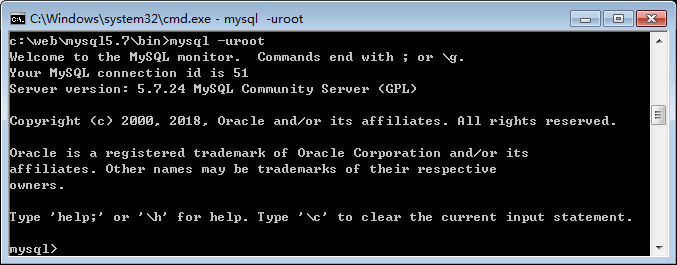 C:\Windows\system32\cmd.exe - mysql  -uroot
c:\web\mysql5.7\bin>mysql -uroot
Welcome to the MySQL monitor.  Commands end with ; or \g.
Your MySQL connection id is 51
Server version: 5.7.24 MySQL Community Server (GPL)
Copyright (c) 2000, 2018, Oracle and/or its affiliates. All rights reserved.
Oracle is a registered trademark of Oracle Corporation and/or its
affiliates. Other names may be trademarks of their respective
owners.
Type 'help;' or '\h' for help. Type '\c' to clear the current input statement.
mysql>